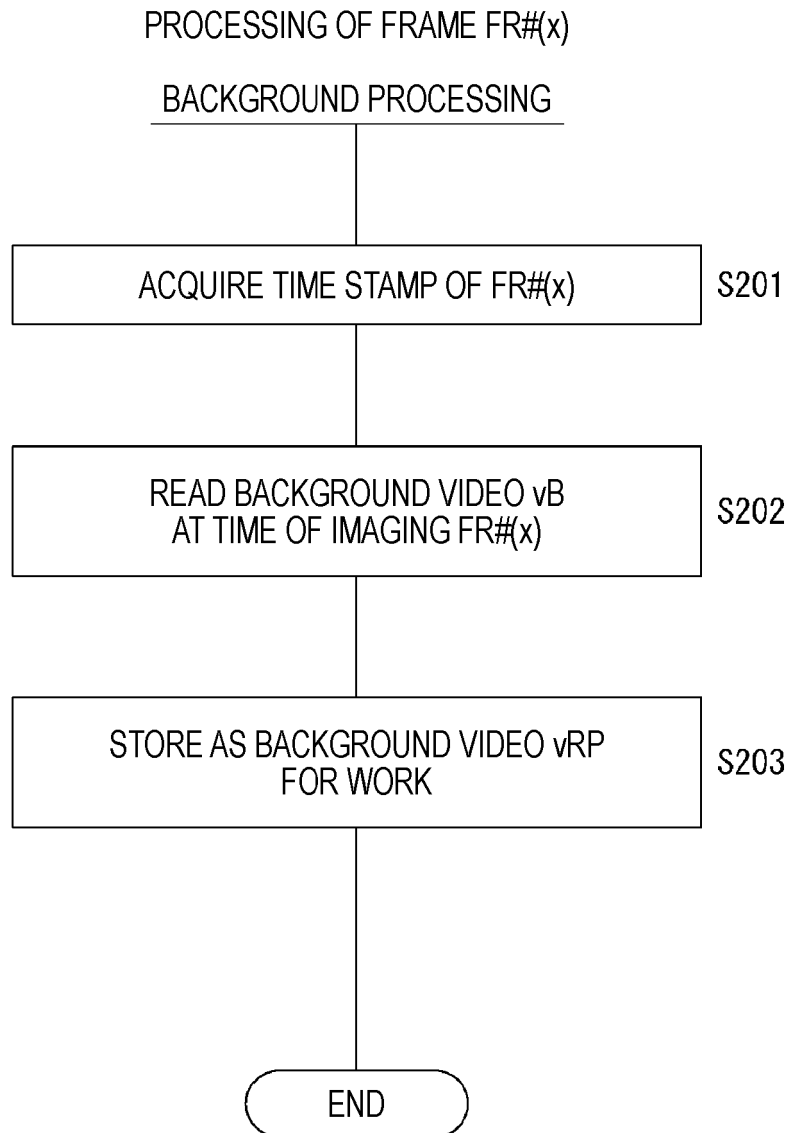 PROCESSING OF FRAME FR#(x)
BACKGROUND PROCESSING
ACQUIRE TIME STAMP OF FR#(x)
S201
READ BACKGROUND VIDEO vB
AT TIME OF IMAGING FR#(x)
S202
STORE AS BACKGROUND VIDEO vRP
FOR WORK
S203
END